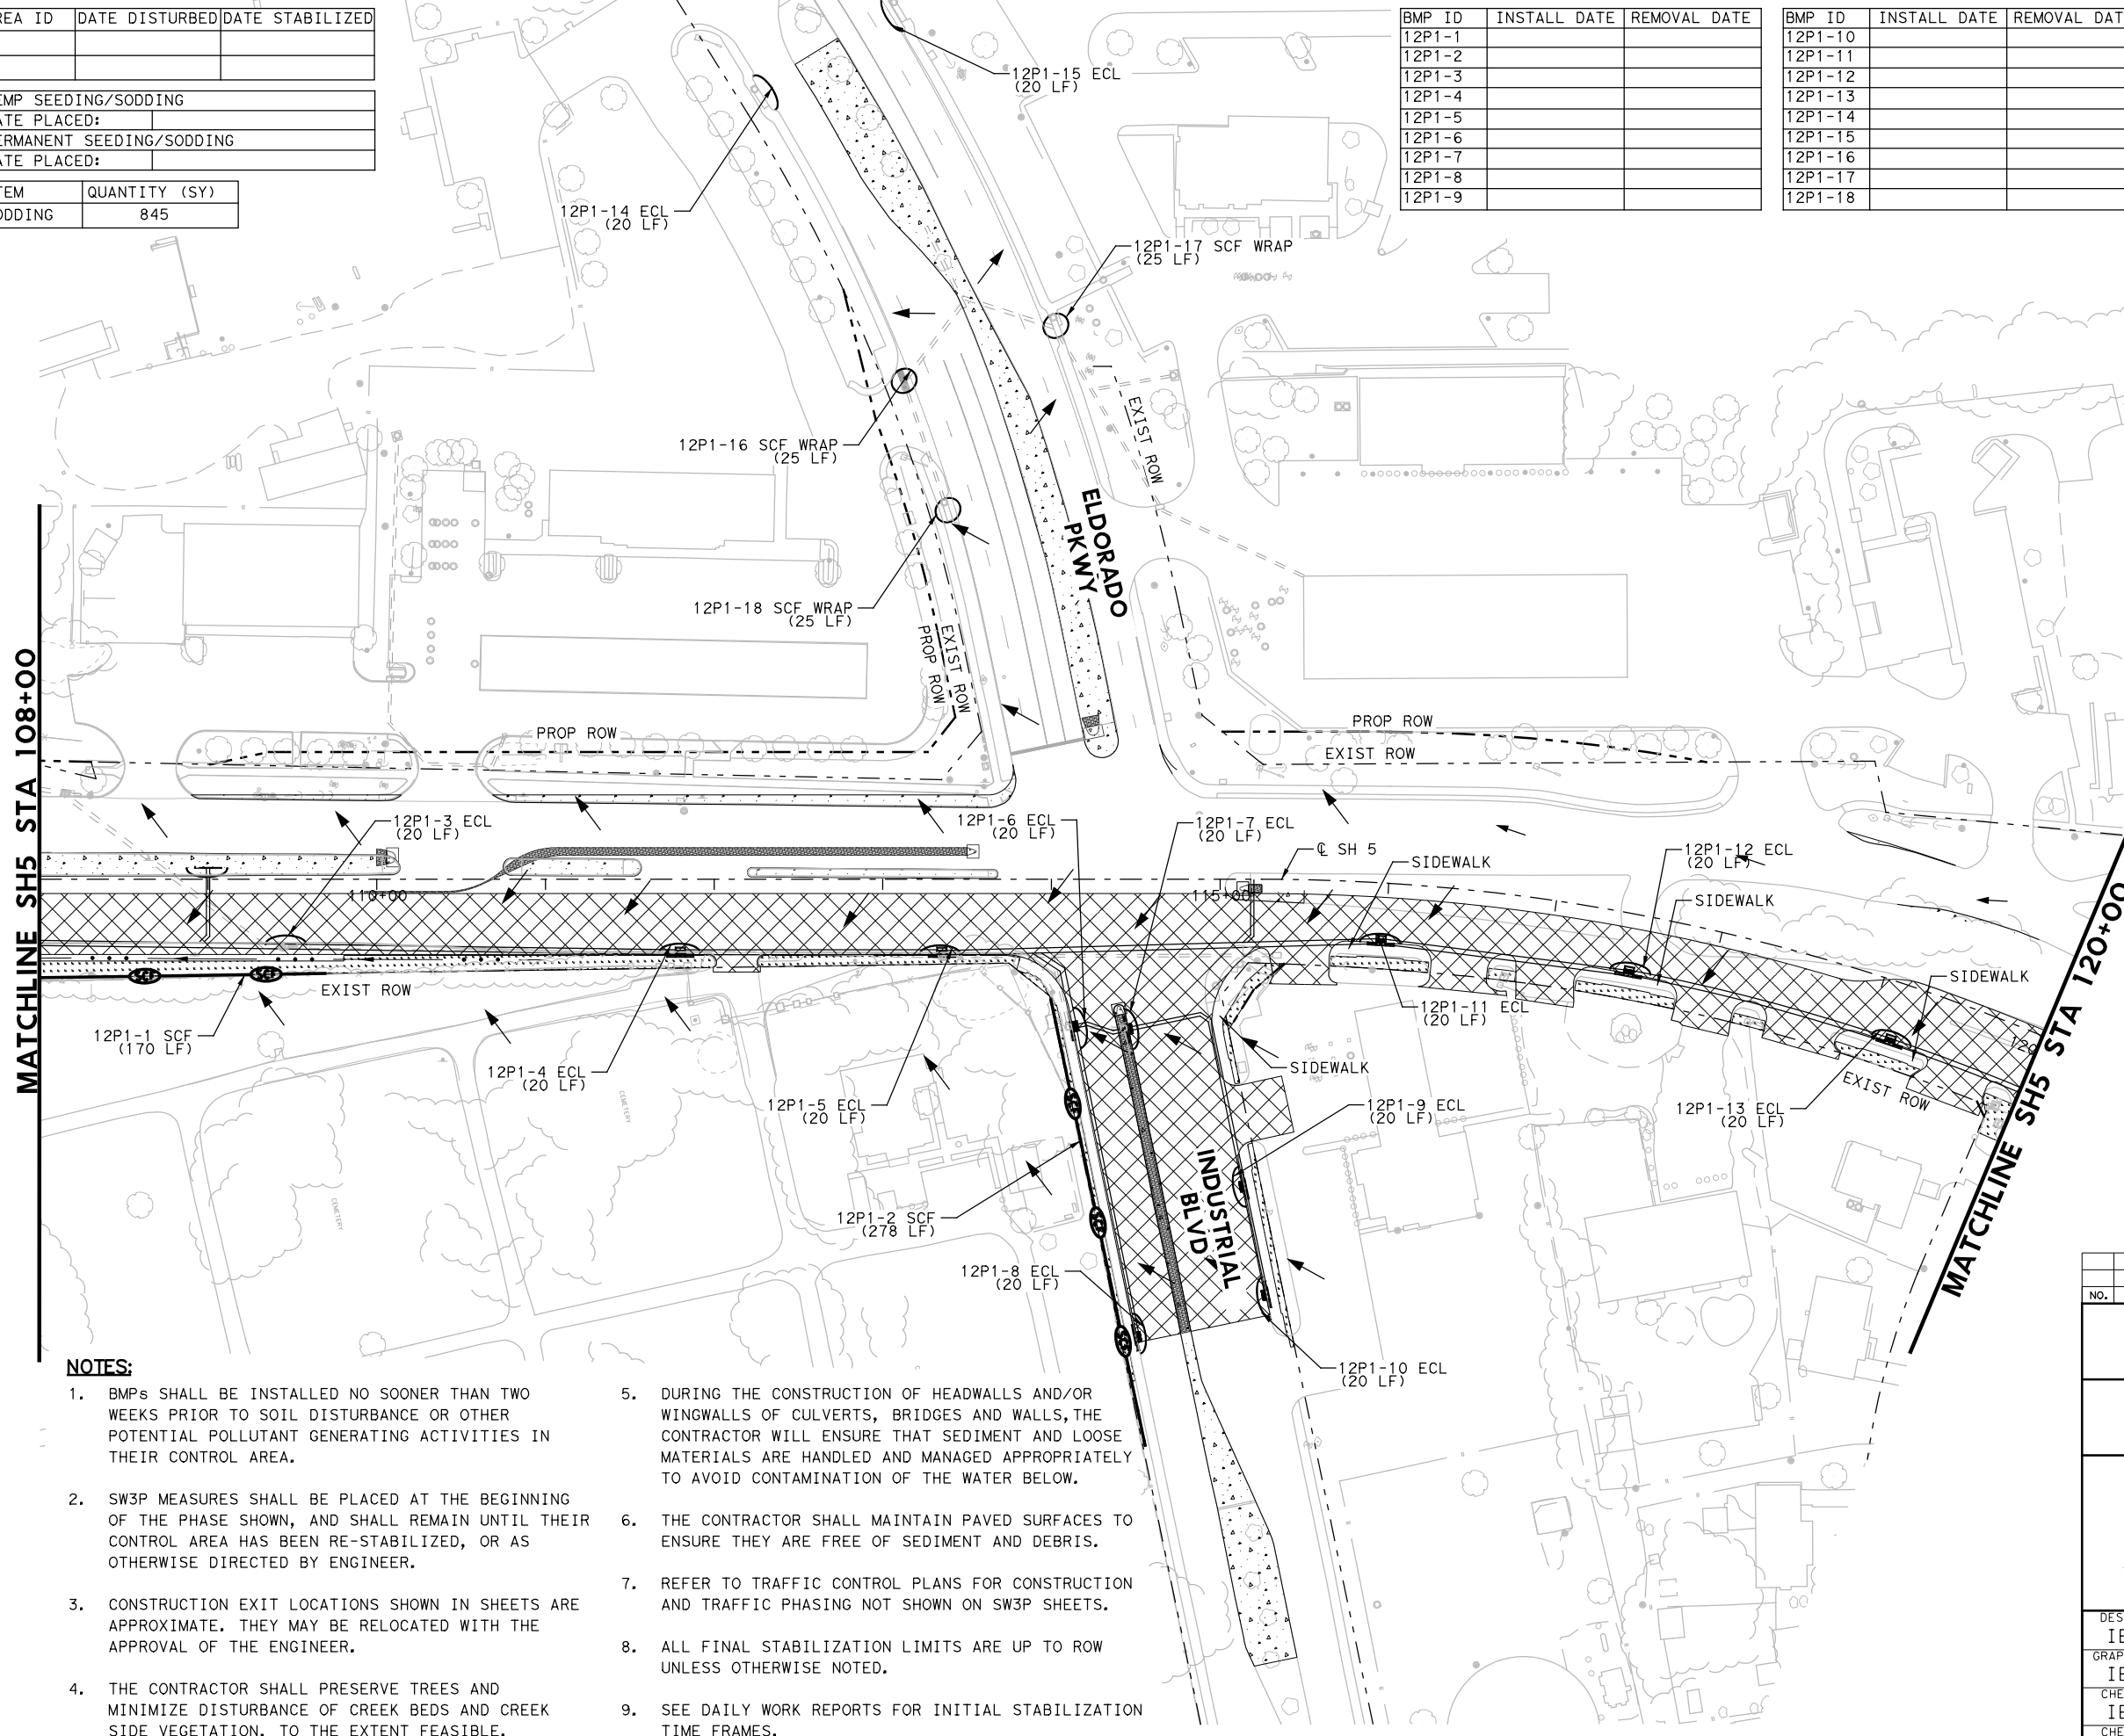 REA ID DATE DISTURBED DATE STABILIZED
EMP SEEDING/SODDING
ATE PLACED:
ERMANENT SEEDING/SODDING
ATE PLACED:
TEM QUANTITY (SY)
ODDING 845
BMP ID INSTALL DATE REMOVAL DATE
12P1-1
12P1-2
12P1-3
12P1-4
12P1-5
12P1-6
12P1-7
12P1-8
12P1-9
BMP ID INSTALL DATE REMOVAL DAT
12P1-10
12P1-11
12P1-12
12P1-13
12P1-14
12P1-15
12P1-16
12P1-17
12P1-18
12P1-15 ECL
(20 LF)
12P1-14 ECL
(20 LF)
12P1-17 SCF WRAP
(25 LF)
12P1-16 SCF WRAP
(25 LF)
EXIST ROW
12P1-18 SCF WRAP
(25 LF)
ELDORADO
PKWY
EXIST ROW
PROP ROW
MATCHLINE SH5 STA 108+00
PROP ROW
PROP ROW
EXIST ROW
12P1-3 ECL
(20 LF)
12P1-6 ECL
(20 LF)
12P1-7 ECL
(20 LF)
℄ SH 5
SIDEWALK
12P1-12 ECL
(20 LF)
SIDEWALK
110+00
115+00
SIDEWALK
120
EXIST ROW
12P1-1 SCF
(170 LF)
12P1-4 ECL
(20 LF)
12P1-5 ECL
(20 LF)
12P1-11 ECL
(20 LF)
SIDEWALK
12P1-9 ECL
(20 LF)
12P1-13 ECL
(20 LF)
EXIST ROW
MATCHLINE SH5 STA 120+00
CEMETERY
CEMETERY
12P1-2 SCF
(278 LF)
INDUSTRIAL
BLVD
12P1-8 ECL
(20 LF)
12P1-10 ECL
(20 LF)
NOTES:
1. BMPs SHALL BE INSTALLED NO SOONER THAN TWO
WEEKS PRIOR TO SOIL DISTURBANCE OR OTHER
POTENTIAL POLLUTANT GENERATING ACTIVITIES IN
THEIR CONTROL AREA.
2. SW3P MEASURES SHALL BE PLACED AT THE BEGINNING
OF THE PHASE SHOWN, AND SHALL REMAIN UNTIL THEIR
CONTROL AREA HAS BEEN RE-STABILIZED, OR AS
OTHERWISE DIRECTED BY ENGINEER.
3. CONSTRUCTION EXIT LOCATIONS SHOWN IN SHEETS ARE
APPROXIMATE. THEY MAY BE RELOCATED WITH THE
APPROVAL OF THE ENGINEER.
4. THE CONTRACTOR SHALL PRESERVE TREES AND
MINIMIZE DISTURBANCE OF CREEK BEDS AND CREEK
SIDE VEGETATION, TO THE EXTENT FEASIBLE.
5. DURING THE CONSTRUCTION OF HEADWALLS AND/OR
WINGWALLS OF CULVERTS, BRIDGES AND WALLS, THE
CONTRACTOR WILL ENSURE THAT SEDIMENT AND LOOSE
MATERIALS ARE HANDLED AND MANAGED APPROPRIATELY
TO AVOID CONTAMINATION OF THE WATER BELOW.
6. THE CONTRACTOR SHALL MAINTAIN PAVED SURFACES TO
ENSURE THEY ARE FREE OF SEDIMENT AND DEBRIS.
7. REFER TO TRAFFIC CONTROL PLANS FOR CONSTRUCTION
AND TRAFFIC PHASING NOT SHOWN ON SW3P SHEETS.
8. ALL FINAL STABILIZATION LIMITS ARE UP TO ROW
UNLESS OTHERWISE NOTED.
9. SEE DAILY WORK REPORTS FOR INITIAL STABILIZATION
TIME FRAMES.
NO.
DES
GRAP
CHE
CHE